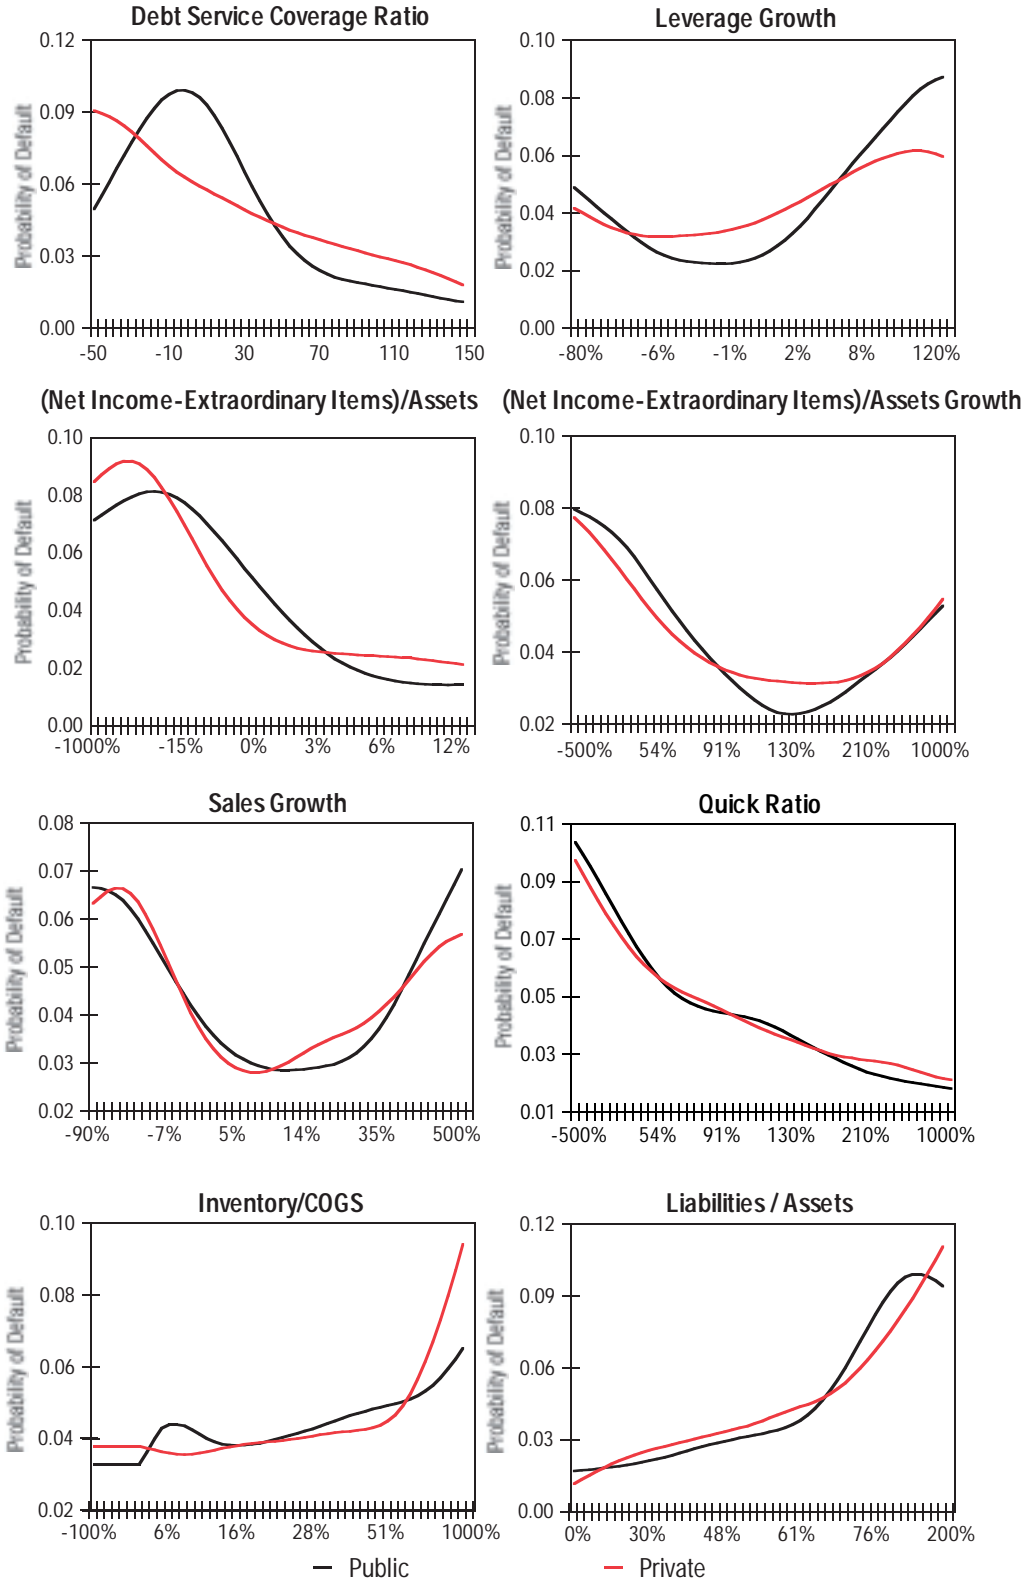 Debt Service Coverage Ratio
0.12
0.09
0.06
0.03
0.00
Probability of Default
-50 -10 30 70 110 150
Leverage Growth
0.10
0.08
0.06
0.04
0.02
0.00
Probability of Default
-80% -6% -1% 2% 8% 120%
(Net Income-Extraordinary Items)/Assets
0.10
0.08
0.06
0.04
0.02
0.00
Probability of Default
-1000% -15% 0% 3% 6% 12%
(Net Income-Extraordinary Items)/Assets Growth
0.10
0.08
0.06
0.04
0.02
Probability of Default
-500% 54% 91% 130% 210% 1000%
Sales Growth
0.08
0.07
0.06
0.05
0.04
0.03
0.02
Probability of Default
-90% -7% 5% 14% 35% 500%
Quick Ratio
0.11
0.09
0.07
0.05
0.03
0.01
Probability of Default
-500% 54% 91% 130% 210% 1000%
Inventory/COGS
0.10
0.08
0.06
0.04
0.02
Probability of Default
-100% 6% 16% 28% 51% 1000%
Liabilities / Assets
0.12
0.09
0.06
0.03
0.00
Probability of Default
0% 30% 48% 61% 76% 200%
Public
Private